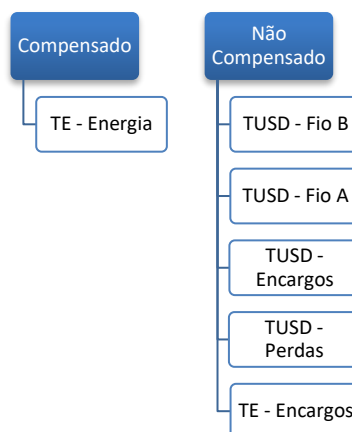 Compensado
TE - Energia
Não
Compensado
TUSD - Fio B
TUSD - Fio A
TUSD -
Encargos
TUSD -
Perdas
TE - Encargos